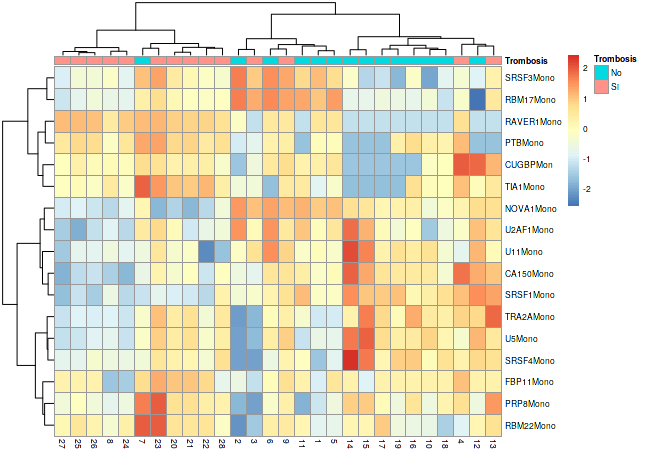 Trombosis
SRSF3Mono
RBM17Mono
RAVER1Mono
PTBMono
CUGBPMon
TIA1Mono
NOVA1Mono
U2AF1Mono
U11Mono
CA150Mono
SRSF1Mono
TRA2AMono
U5Mono
SRSF4Mono
FBP11Mono
PRP8Mono
RBM22Mono
27 25 26 8 24 7 23 20 21 22 28 2 3 6 9 11 1 5 14 15 17 19 16 10 18 4 12 13
2
1
0
-1
-2
Trombosis
No
SI